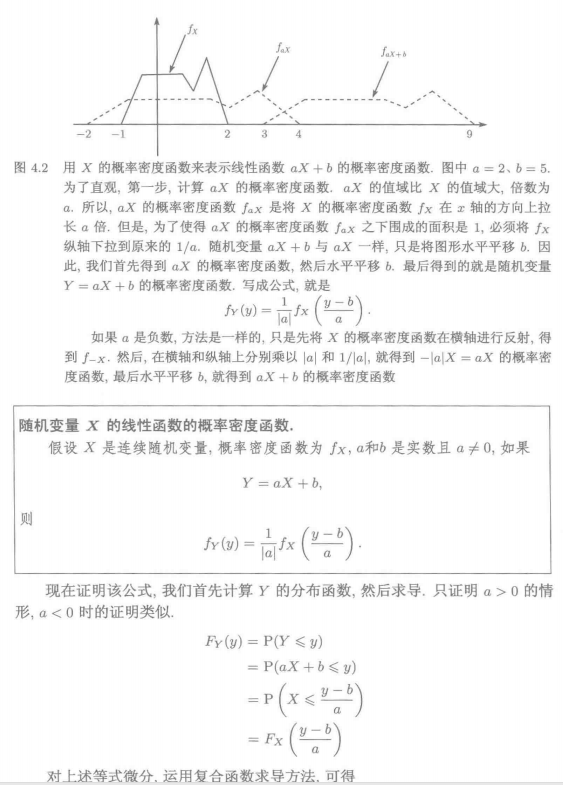 f_X
f_{aX}
f_{aX+b}
−2 −1 2 3 4 9
图 4.2 用 X 的概率密度函数来表示线性函数 aX + b 的概率密度函数. 图中 a = 2、b = 5.
为了直观, 第一步, 计算 aX 的概率密度函数. aX 的值域比 X 的值域大, 倍数为
a. 所以, aX 的概率密度函数 f_{aX} 是将 X 的概率密度函数 f_X 在 x 轴的方向上拉
长 a 倍. 但是, 为了使得 aX 的概率密度函数 f_{aX} 之下围成的面积是 1, 必须将 f_X
纵轴下拉到原来的 1/a. 随机变量 aX + b 与 aX 一样, 只是将图形水平平移 b. 因
此, 我们首先得到 aX 的概率密度函数, 然后水平平移 b. 最后得到的就是随机变量
Y = aX + b 的概率密度函数. 写成公式, 就是
f_Y(y) = \frac{1}{|a|} f_X \left( \frac{y-b}{a} \right).
如果 a 是负数, 方法是一样的, 只是先将 X 的概率密度函数在横轴进行反射, 得
到 f_{−X}. 然后, 在横轴和纵轴上分别乘以 |a| 和 1/|a|, 就得到 −|a|X = aX 的概率密
度函数, 最后水平平移 b, 就得到 aX + b 的概率密度函数
随机变量 X 的线性函数的概率密度函数.
假设 X 是连续随机变量, 概率密度函数为 f_X, a和b 是实数且 a ≠ 0, 如果
Y = aX + b,
则
f_Y(y) = \frac{1}{|a|} f_X \left( \frac{y-b}{a} \right).
现在证明该公式, 我们首先计算 Y 的分布函数, 然后求导. 只证明 a > 0 的情
形, a < 0 时的证明类似.
F_Y(y) = P(Y ⩽ y)
= P(aX + b ⩽ y)
= P \left( X ⩽ \frac{y-b}{a} \right)
= F_X \left( \frac{y-b}{a} \right)
对上述等式微分, 运用复合函数求导方法, 可得